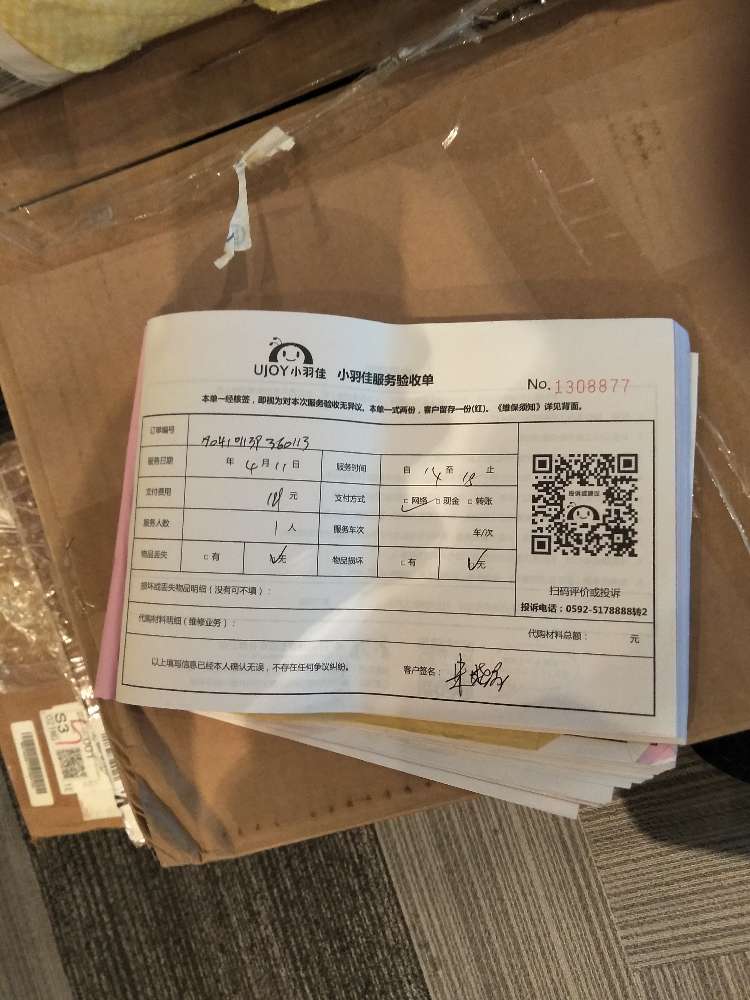 UJOY小羽佳 小羽佳服务验收单
No.1308877
本单一经核签，即视为对本次服务验收无异议。本单一式两份，客户留存一份(红)。《维保须知》详见背面。
订单编号
服务日期 年 4 月 11 日 服务时间 自 14 至 18 止
支付费用 元 支付方式 □网络 □现金 □转账
服务人数 1 人 服务车次 车/次
物品丢失 □有 无 物品损坏 □有 无
损坏或丢失物品明细（没有可不填）：
代购材料明细（维修业务）： 代购材料总额： 元
以上填写信息已经本人确认无误，不存在任何争议纠纷。 客户签名：
投诉或建议
扫码评价或投诉
投诉电话：0592-5178888转2
S3